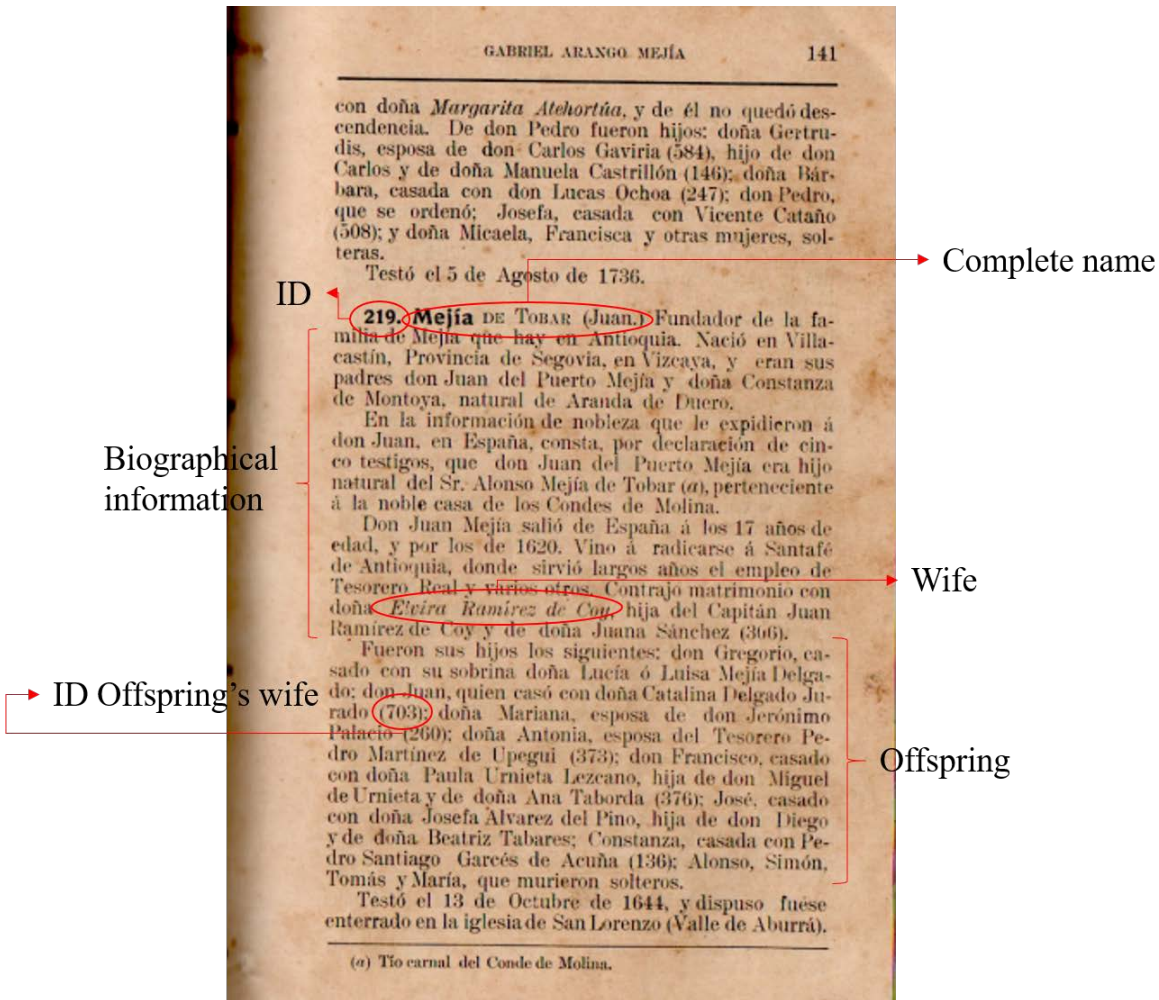 GABRIEL ARANGO MEJÍA 141
con doña Margarita Atehortúa, y de él no quedó des-
cendencia. De don Pedro fueron hijos: doña Gertru-
dis, esposa de don Carlos Gaviria (584), hijo de don
Carlos y de doña Manuela Castrillón (146); doña Bár-
bara, casada con don Lucas Ochoa (247); don Pedro,
que se ordenó; Josefa, casada con Vicente Cataño
(508); y doña Micaela, Francisca y otras mujeres, sol-
teras.
Testó el 5 de Agosto de 1736.
Complete name
ID
219. Mejía DE TOBAR (Juan.) Fundador de la fa-
milia de Mejía que hay en Antioquia. Nació en Villa-
castín, Provincia de Segovia, en Vizcaya, y eran sus
padres don Juan del Puerto Mejía y doña Constanza
de Montoya, natural de Aranda de Duero.
En la información de nobleza que le expidieron á
don Juan, en España, consta, por declaración de cin-
co testigos, que don Juan del Puerto Mejía era hijo
natural del Sr. Alonso Mejía de Tobar (a), perteneciente
á la noble casa de los Condes de Molina.
Biographical
information
Don Juan Mejía salió de España á los 17 años de
edad, y por los de 1620. Vino á radicarse á Santafé
de Antioquia, donde sirvió largos años el empleo de
Tesorero Real y varios otros. Contrajo matrimonio con
doña Elvira Ramírez de Coy, hija del Capitán Juan
Ramírez de Coy y de doña Juana Sánchez (366).
Wife
Fueron sus hijos los siguientes: don Gregorio, ca-
sado con su sobrina doña Lucía ó Luisa Mejía Delga-
do; don Juan, quien casó con doña Catalina Delgado Ju-
rado (703); doña Mariana, esposa de don Jerónimo
Palacio (260); doña Antonia, esposa del Tesorero Pe-
dro Martínez de Upegui (373); don Francisco, casado
con doña Paula Urnieta Lezcano, hija de don Miguel
de Urnieta y de doña Ana Taborda (376); José, casado
con doña Josefa Alvarez del Pino, hija de don Diego
y de doña Beatriz Tabares; Constanza, casada con Pe-
dro Santiago Garcés de Acuña (136); Alonso, Simón,
Tomás y María, que murieron solteros.
ID Offspring's wife
Offspring
Testó el 13 de Octubre de 1644, y dispuso fuese
enterrado en la iglesia de San Lorenzo (Valle de Aburrá).
(a) Tío carnal del Conde de Molina.